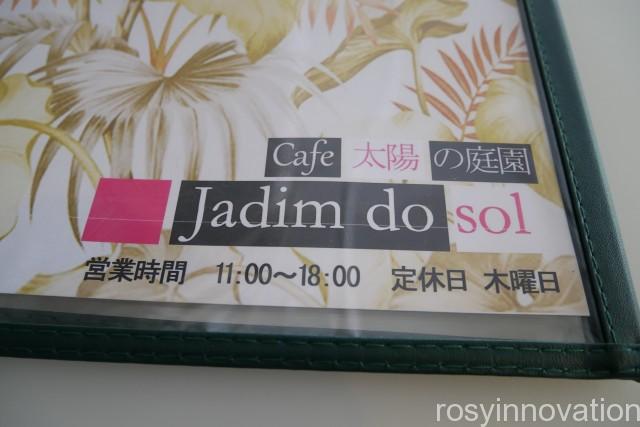 Cafe 太陽の庭園
Jadim do sol
営業時間 11:00〜18:00 定休日 木曜日
rosyinnovation